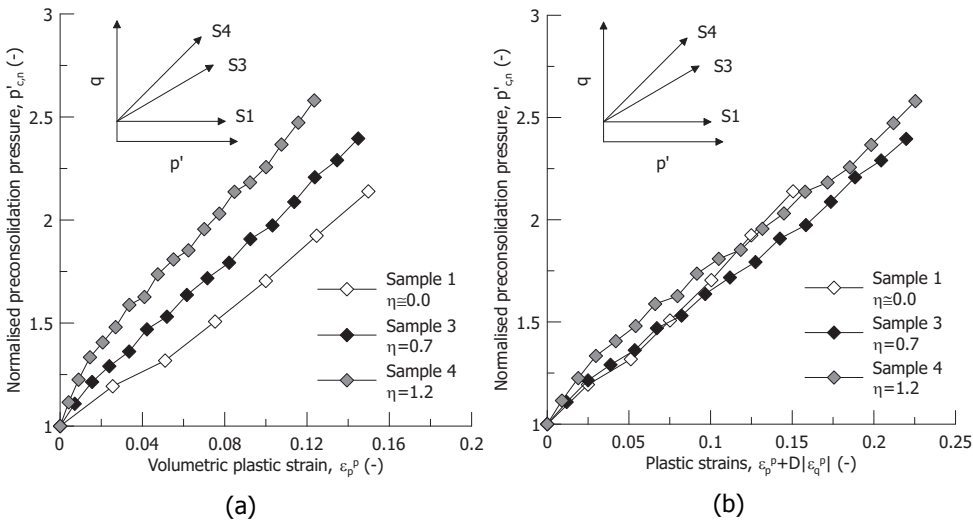 Normalised preconsolidation pressure, p'c,n (-)
3
2.5
2
1.5
1
q
S4
S3
S1
p'
Sample 1
η≅0.0
Sample 3
η=0.7
Sample 4
η=1.2
0 0.04 0.08 0.12 0.16 0.2
Volumetric plastic strain, εpᵖ (-)
(a)
Normalised preconsolidation pressure, p'c,n (-)
3
2.5
2
1.5
1
q
S4
S3
S1
p'
Sample 1
η≅0.0
Sample 3
η=0.7
Sample 4
η=1.2
0 0.05 0.1 0.15 0.2 0.25
Plastic strains, εpᵖ+D|εqᵖ| (-)
(b)